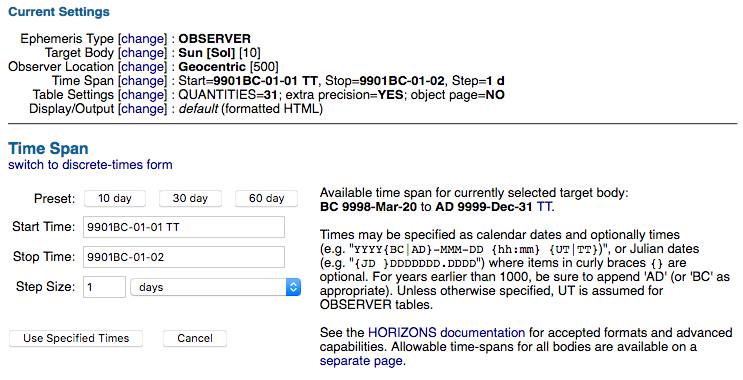 Current Settings
Ephemeris Type [change] : OBSERVER
Target Body [change] : Sun [Sol] [10]
Observer Location [change] : Geocentric [500]
Time Span [change] : Start=9901BC-01-01 TT, Stop=9901BC-01-02, Step=1 d
Table Settings [change] : QUANTITIES=31; extra precision=YES; object page=NO
Display/Output [change] : default (formatted HTML)
Time Span
switch to discrete-times form
Preset: 10 day 30 day 60 day
Start Time: 9901BC-01-01 TT
Stop Time: 9901BC-01-02
Step Size: 1 days
Use Specified Times Cancel
Available time span for currently selected target body:
BC 9998-Mar-20 to AD 9999-Dec-31 TT.
Times may be specified as calendar dates and optionally times
(e.g. "YYYY{BC|AD}-MMM-DD {hh:mm} {UT|TT})", or Julian dates
(e.g. "{JD }DDDDDDD.DDDD") where items in curly braces {} are
optional. For years earlier than 1000, be sure to append 'AD' (or 'BC' as
appropriate). Unless otherwise specified, UT is assumed for
OBSERVER tables.
See the HORIZONS documentation for accepted formats and advanced
capabilities. Allowable time-spans for all bodies are available on a
separate page.